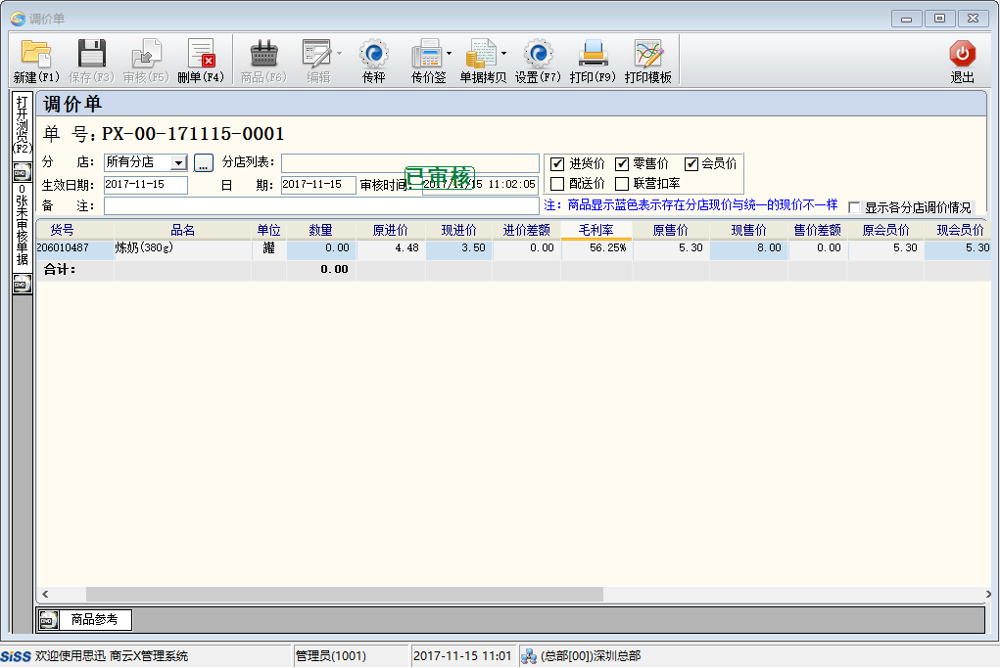 调价单
新建(F1) 保存(F3) 审核(F5) 删单(F4) 商品(F6) 编辑 传秤 传价签 单据拷贝 设置(F7) 打印(F9) 打印模板 退出
打开浏览(F2)
0张未审核单据
调价单
单 号: PX-00-171115-0001
分 店: 所有分店 ... 分店列表:
生效日期: 2017-11-15 日 期: 2017-11-15 审核时间: 2017/11/15 11:02:05
已审核
备 注:
进货价 零售价 会员价
配送价 联营扣率
注: 商品显示蓝色表示存在分店现价与统一的现价不一样 显示各分店调价情况
货号 品名 单位 数量 原进价 现进价 进价差额 毛利率 原售价 现售价 售价差额 原会员价 现会员价
206010487 炼奶(380g) 罐 0.00 4.48 3.50 0.00 56.25% 5.30 8.00 0.00 5.30 5.30
合计: 0.00
商品参考
SiSS 欢迎使用思迅 商云X管理系统 管理员(1001) 2017-11-15 11:01 (总部[00])深圳总部